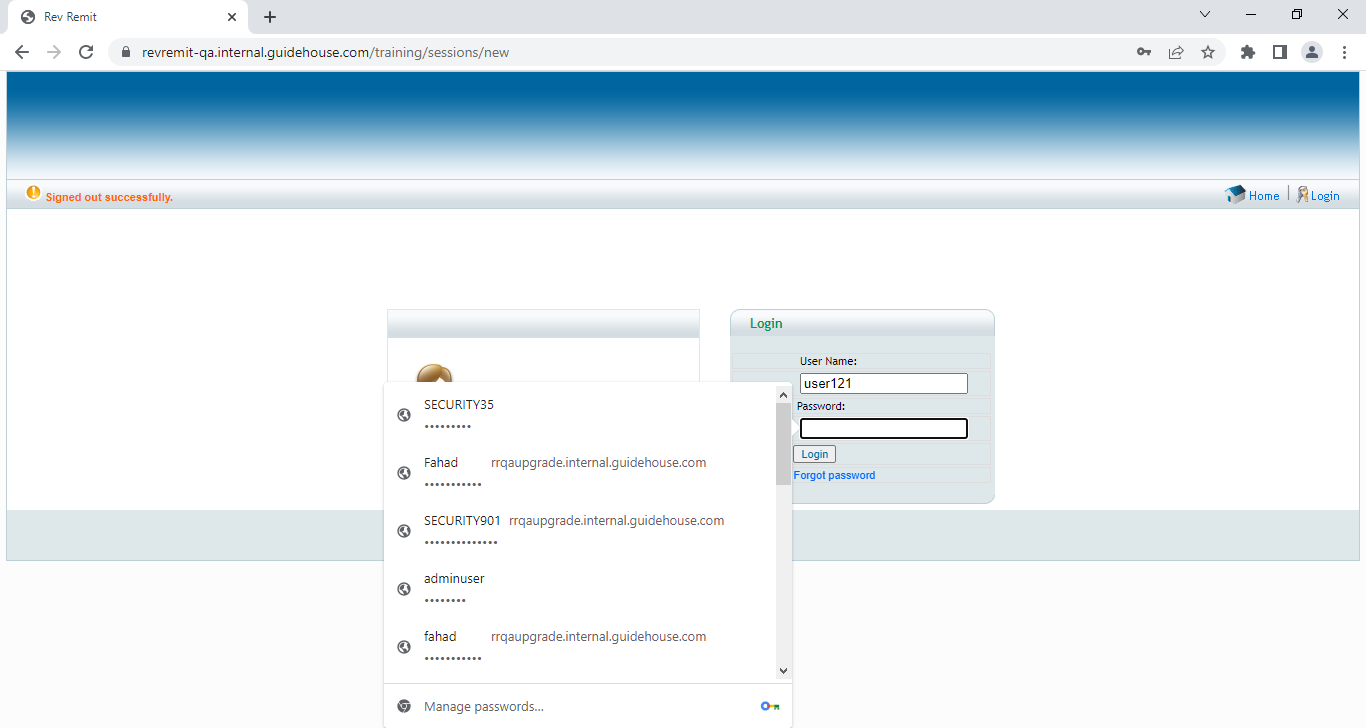 Rev Remit
revremit-qa.internal.guidehouse.com/training/sessions/new
Signed out successfully.
Home
Login
Login
User Name:
user121
Password:
Login
Forgot password
SECURITY35
•••••••••
Fahad rrqaupgrade.internal.guidehouse.com
•••••••••••
SECURITY901 rrqaupgrade.internal.guidehouse.com
••••••••••••••
adminuser
••••••••
fahad rrqaupgrade.internal.guidehouse.com
•••••••••••
Manage passwords...